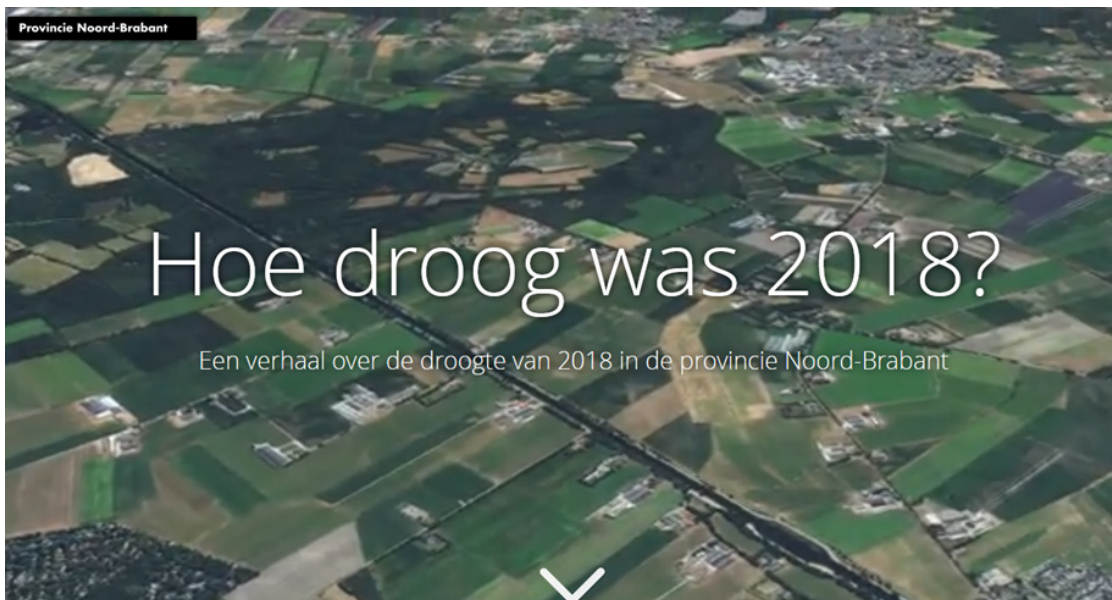 Provincie Noord-Brabant
Hoe droog was 2018?
Een verhaal over de droogte van 2018 in de provincie Noord-Brabant